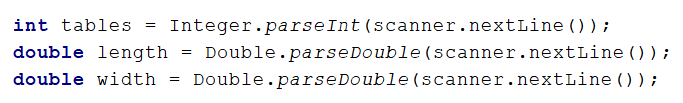 int tables = Integer.parseInt(scanner.nextLine());
double length = Double.parseDouble(scanner.nextLine());
double width = Double.parseDouble(scanner.nextLine());